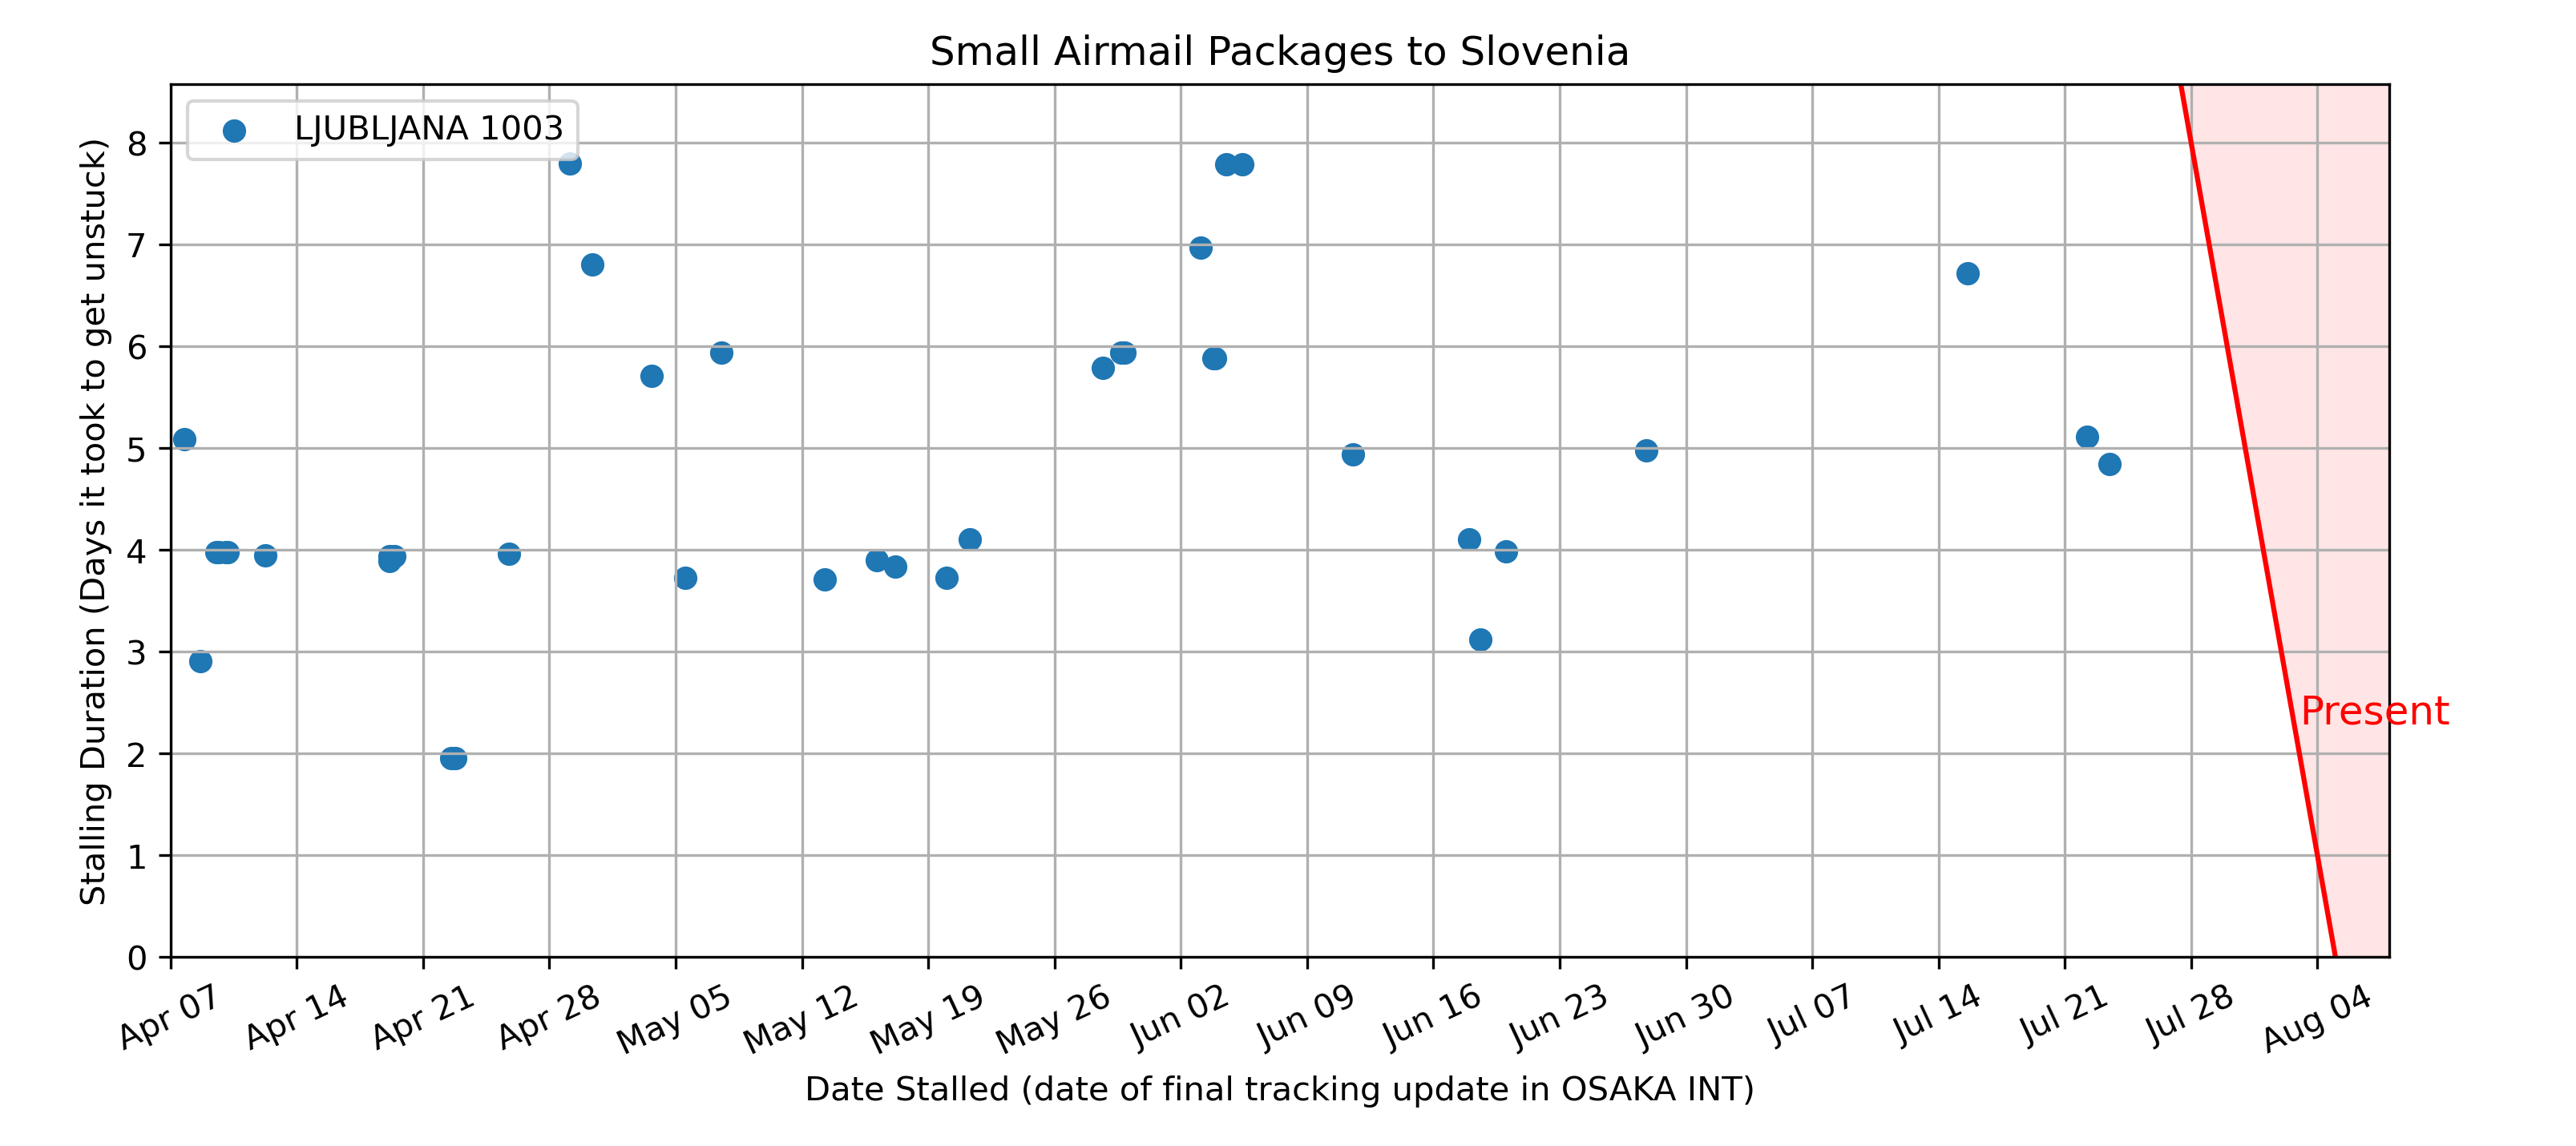 Small Airmail Packages to Slovenia
LJUBLJANA 1003
Stalling Duration (Days it took to get unstuck)
8
7
6
5
4
3
2
1
0
Present
Apr 07 Apr 14 Apr 21 Apr 28 May 05 May 12 May 19 May 26 Jun 02 Jun 09 Jun 16 Jun 23 Jun 30 Jul 07 Jul 14 Jul 21 Jul 28 Aug 04
Date Stalled (date of final tracking update in OSAKA INT)